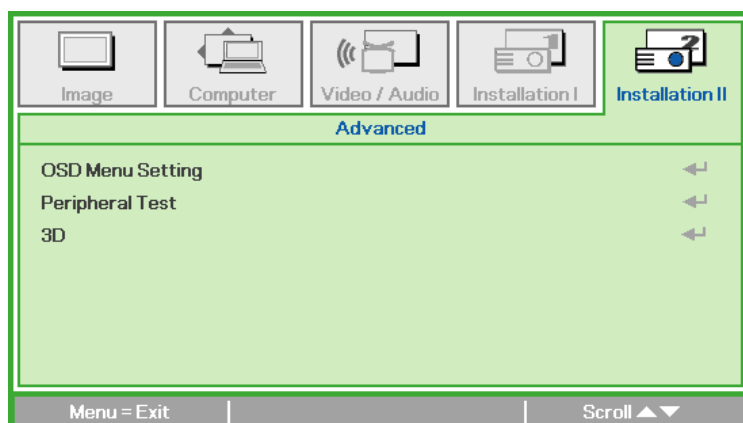 Image
Computer
Video / Audio
Installation I
Installation II
Advanced
OSD Menu Setting
Peripheral Test
3D
Menu = Exit
Scroll ▲▼